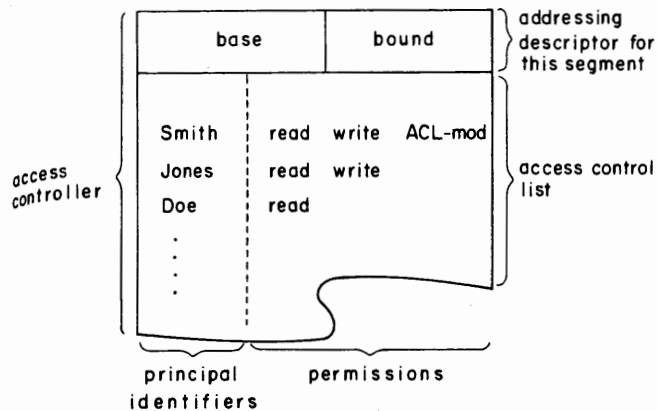 base bound
addressing
descriptor for
this segment
Smith read write ACL-mod
Jones read write
Doe read
access
controller
access control
list
principal
identifiers
permissions